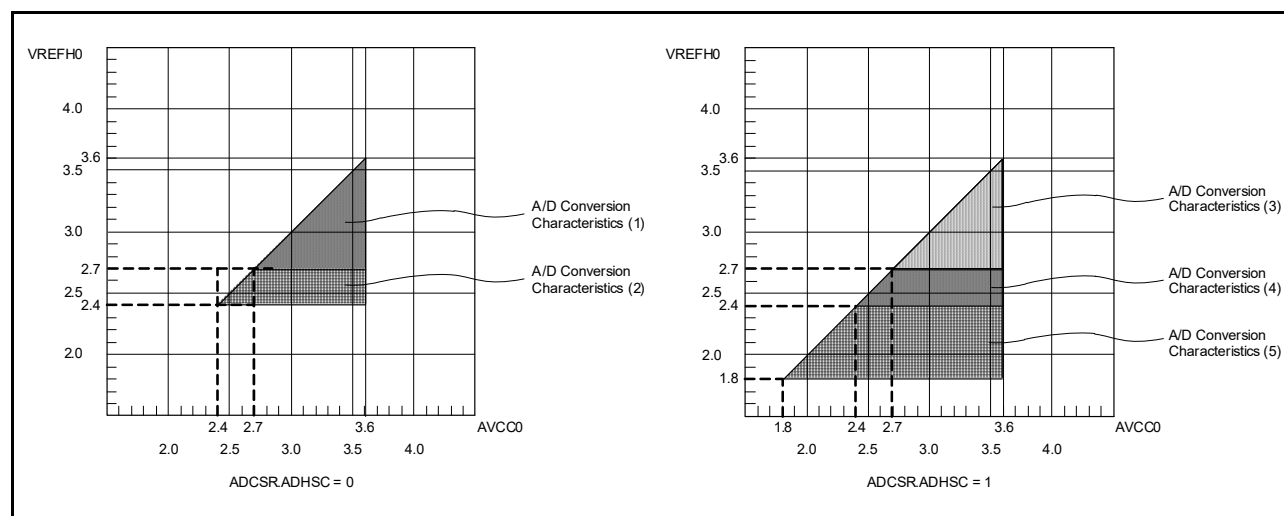 VREFH0
4.0
3.6
3.5
3.0
2.7
2.5
2.4
2.0
2.4 2.7 3.6 AVCC0
2.0 2.5 3.0 3.5 4.0
ADCSR.ADHSC = 0
A/D Conversion
Characteristics (1)
A/D Conversion
Characteristics (2)
VREFH0
4.0
3.6
3.5
3.0
2.7
2.5
2.4
2.0
1.8
1.8 2.4 2.7 3.6 AVCC0
2.0 2.5 3.0 3.5 4.0
ADCSR.ADHSC = 1
A/D Conversion
Characteristics (3)
A/D Conversion
Characteristics (4)
A/D Conversion
Characteristics (5)